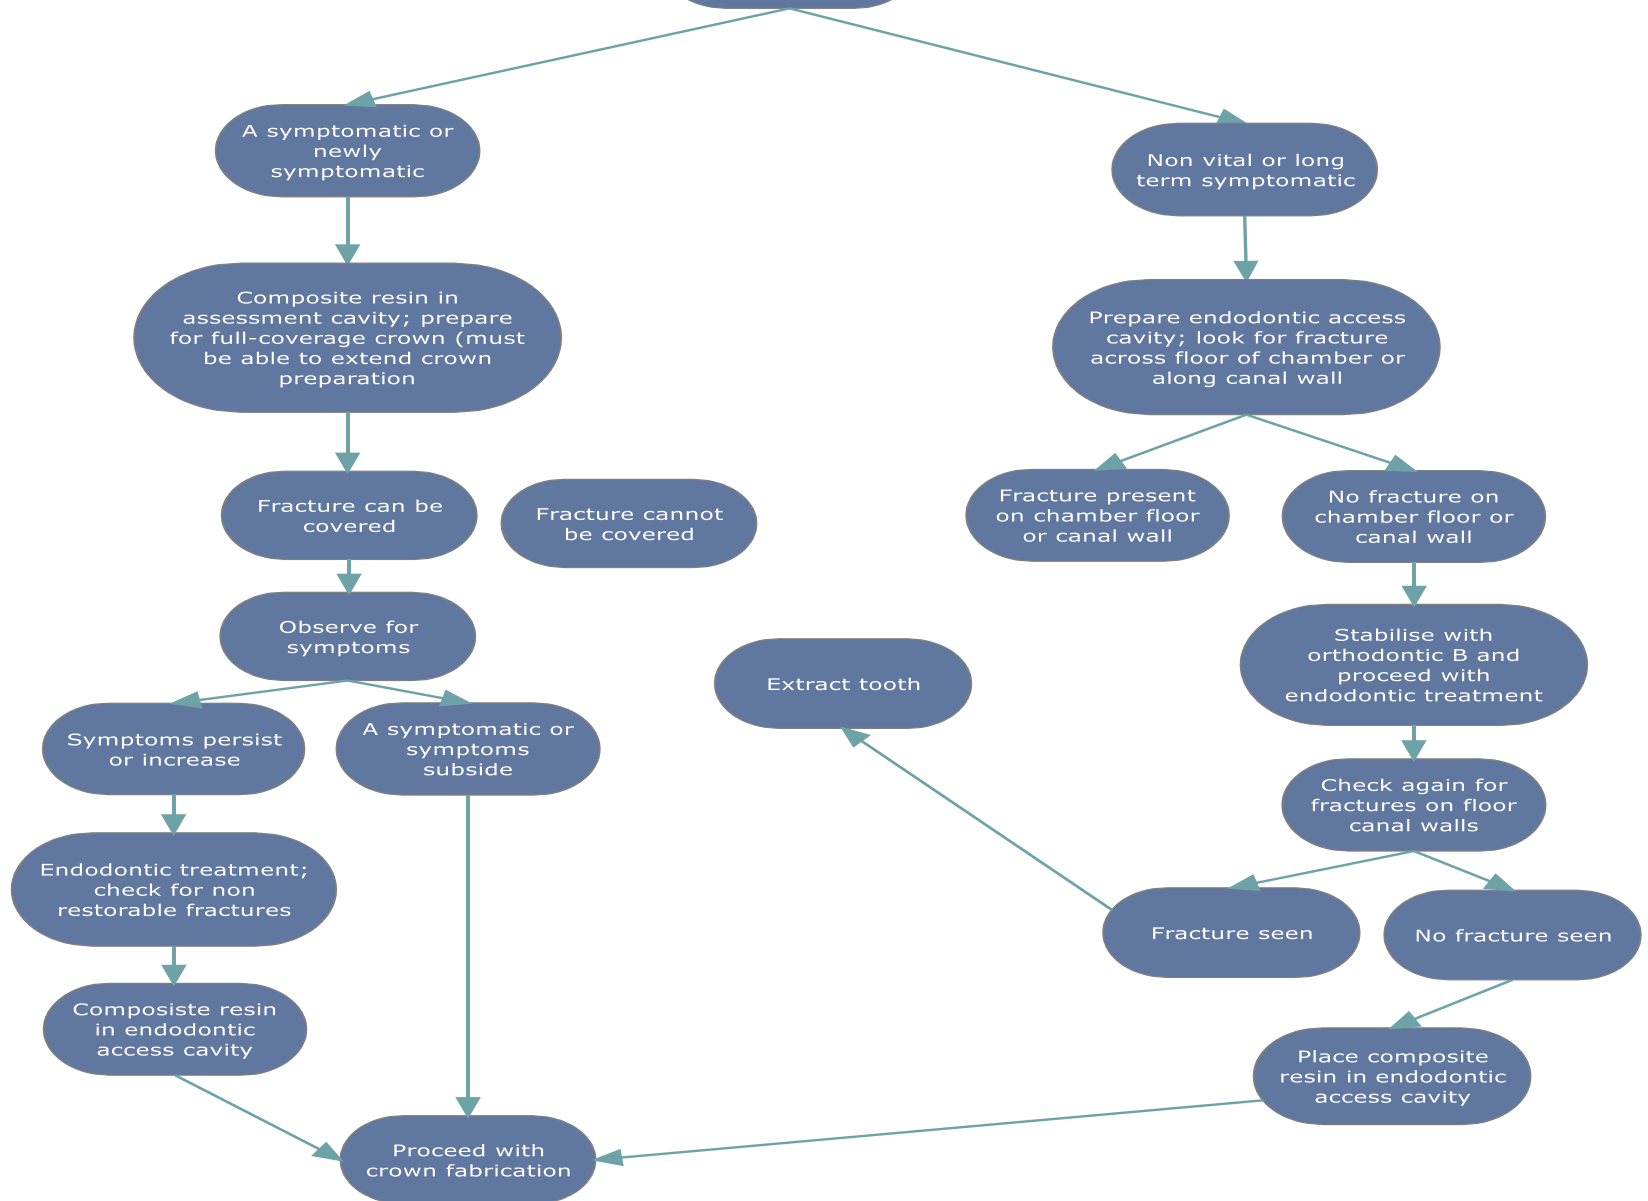 A symptomatic or
newly
symptomatic
Non vital or long
term symptomatic
Composite resin in
assessment cavity; prepare
for full-coverage crown (must
be able to extend crown
preparation
Prepare endodontic access
cavity; look for fracture
across floor of chamber or
along canal wall
Fracture can be
covered
Fracture cannot
be covered
Fracture present
on chamber floor
or canal wall
No fracture on
chamber floor or
canal wall
Observe for
symptoms
Stabilise with
orthodontic B and
proceed with
endodontic treatment
Extract tooth
Symptoms persist
or increase
A symptomatic or
symptoms
subside
Check again for
fractures on floor
canal walls
Endodontic treatment;
check for non
restorable fractures
Fracture seen
No fracture seen
Composiste resin
in endodontic
access cavity
Place composite
resin in endodontic
access cavity
Proceed with
crown fabrication